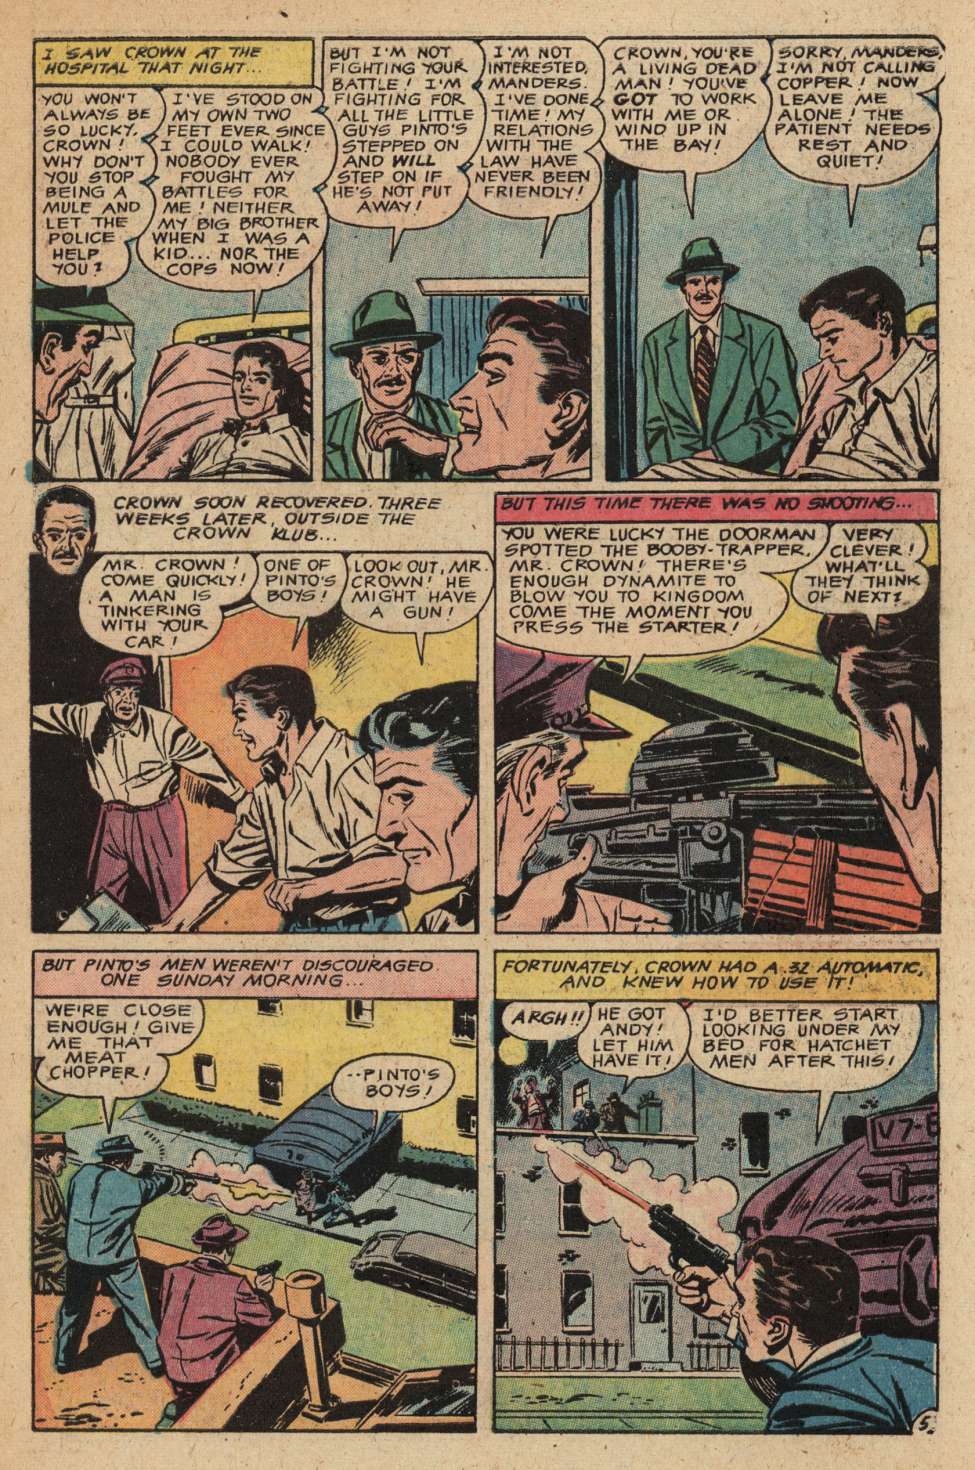 I SAW CROWN AT THE
HOSPITAL THAT NIGHT...
YOU WON'T
ALWAYS BE
SO LUCKY,
CROWN!
WHY DON'T
YOU STOP
BEING A
MULE AND
LET THE
POLICE
HELP
YOU?
I'VE STOOD ON
MY OWN TWO
FEET EVER SINCE
I COULD WALK!
NOBODY EVER
FOUGHT MY
BATTLES FOR
ME! NEITHER
MY BIG BROTHER
WHEN I WAS A
KID... NOR THE
COPS NOW!
BUT I'M NOT
FIGHTING YOUR
BATTLE! I'M
FIGHTING FOR
ALL THE LITTLE
GUYS PINTO'S
STEPPED ON
AND WILL
STEP ON IF
HE'S NOT PUT
AWAY!
I'M NOT
INTERESTED,
MANDERS.
I'VE DONE
TIME! MY
RELATIONS
WITH THE
LAW HAVE
NEVER BEEN
FRIENDLY!
CROWN, YOU'RE
A LIVING DEAD
MAN! YOU'VE
GOT TO WORK
WITH ME OR
WIND UP IN
THE BAY!
SORRY, MANDERS,
I'M NOT CALLING
COPPER! NOW
LEAVE ME
ALONE! THE
PATIENT NEEDS
REST AND
QUIET!
CROWN SOON RECOVERED. THREE
WEEKS LATER, OUTSIDE THE
CROWN KLUB...
MR. CROWN!
COME QUICKLY!
A MAN IS
TINKERING
WITH YOUR
CAR!
ONE OF
PINTO'S
BOYS!
LOOK OUT, MR.
CROWN! HE
MIGHT HAVE
A GUN!
BUT THIS TIME THERE WAS NO SHOOTING...
YOU WERE LUCKY THE DOORMAN
SPOTTED THE BOOBY-TRAPPER,
MR. CROWN! THERE'S
ENOUGH DYNAMITE TO
BLOW YOU TO KINGDOM
COME THE MOMENT YOU
PRESS THE STARTER!
VERY
CLEVER!
WHAT'LL
THEY THINK
OF NEXT?
BUT PINTO'S MEN WEREN'T DISCOURAGED.
ONE SUNDAY MORNING...
WE'RE CLOSE
ENOUGH! GIVE
ME THAT
MEAT
CHOPPER!
--PINTO'S
BOYS!
FORTUNATELY, CROWN HAD A .32 AUTOMATIC,
AND KNEW HOW TO USE IT!
ARGH!!
HE GOT
ANDY!
LET HIM
HAVE IT!
I'D BETTER START
LOOKING UNDER MY
BED FOR HATCHET
MEN AFTER THIS!
5.